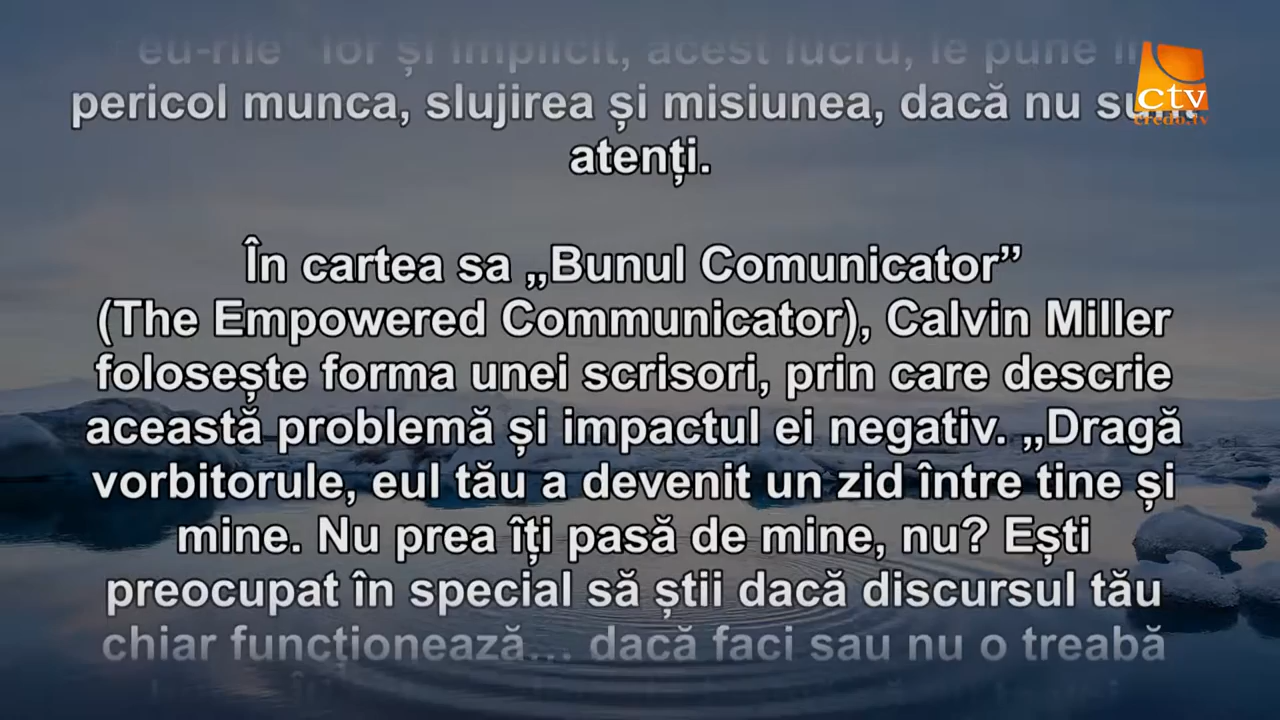 eu-rile” lor și implicit, acest lucru, le pune
pericol munca, slujirea și misiunea, dacă nu
atenți.
În cartea sa „Bunul Comunicator”
(The Empowered Communicator), Calvin Miller
folosește forma unei scrisori, prin care descrie
această problemă și impactul ei negativ. „Dragă
vorbitorule, eul tău a devenit un zid între tine și
mine. Nu prea îți pasă de mine, nu? Ești
preocupat în special să știi dacă discursul tău
chiar funcționează... dacă faci sau nu o treabă
ctv
credo.tv